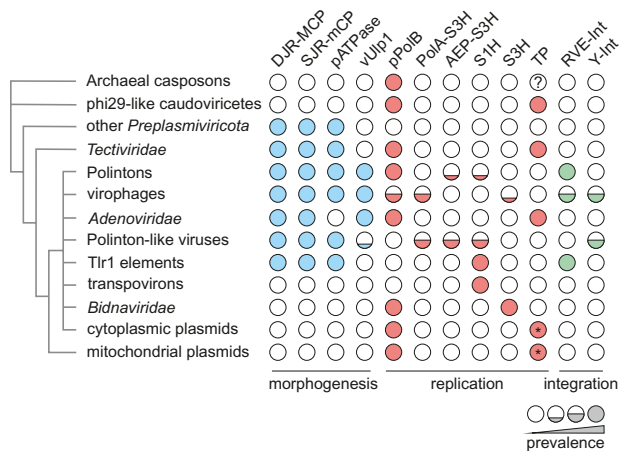 DJR-MCP SJR-mCP pATPase vUlp1 pPolB PolA-S3H AEP-S3H S1H S3H TP RVE-Int Y-Int
Archaeal casposons ?
phi29-like caudoviricetes
other Preplasmiviricota
Tectiviridae
Polintons
virophages
Adenoviridae
Polinton-like viruses
Tlr1 elements
transpovirons
Bidnaviridae
cytoplasmic plasmids *
mitochondrial plasmids *
morphogenesis replication integration
prevalence